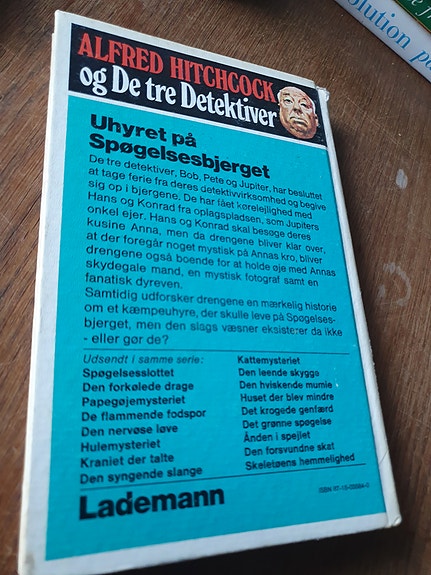 ALFRED HITCHCOCK
og De tre Detektiver
Uhyret på
Spøgelsesbjerget
De tre detektiver, Bob, Pete og Jupiter, har besluttet
at tage ferie fra deres detektivvirksomhed og begive
sig op i bjergene. De har fået kørelejlighed med
Hans og Konrad fra oplagspladsen, som Jupiters
onkel ejer. Hans og Konrad skal besøge deres
kusine Anna, men da drengene bliver klar over,
at der foregår noget mystisk på Annas kro, bliver
drengene også boende for at holde øje med Annas
skydegale mand, en mystisk fotograf samt en
fanatisk dyreven.
Samtidig udforsker drengene en mærkelig historie
om et kæmpeuhyre, der skulle leve på Spøgelses-
bjerget, men den slags væsner eksisterer da ikke
- eller gør de?
Udsendt i samme serie:
Spøgelsesslottet
Den forkølede drage
Papegøjemysteriet
De flammende fodspor
Den nervøse løve
Hulemysteriet
Kraniet der talte
Den syngende slange
Kattemysteriet
Den leende skygge
Den hviskende mumie
Huset der blev mindre
Det krogede genfærd
Det grønne spøgelse
Ånden i spejlet
Den forsvundne skat
Skeletøens hemmelighed
Lademann
ISBN
olution